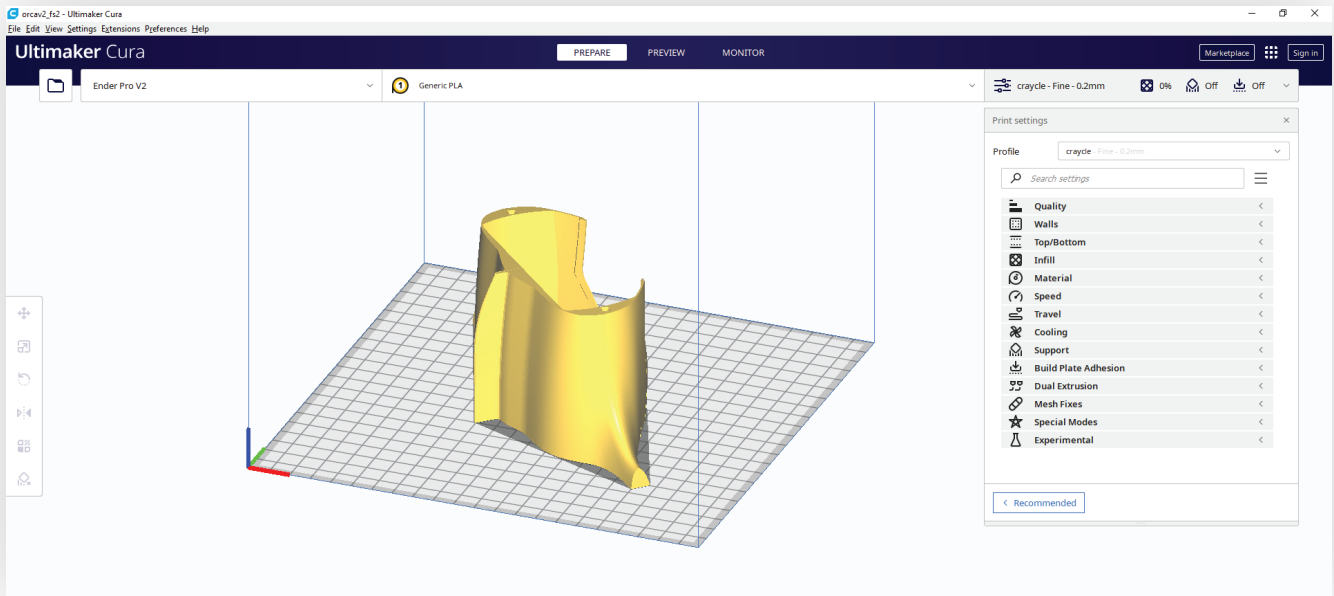 orcav2_fs2 - Ultimaker Cura
File Edit View Settings Extensions Preferences Help
Ultimaker Cura
PREPARE PREVIEW MONITOR
Marketplace
Sign in
Ender Pro V2
1 Generic PLA
craycle - Fine - 0.2mm 0% Off Off
Print settings
Profile craycle - Fine - 0.2mm
Search settings
Quality
Walls
Top/Bottom
Infill
Material
Speed
Travel
Cooling
Support
Build Plate Adhesion
Dual Extrusion
Mesh Fixes
Special Modes
Experimental
Recommended